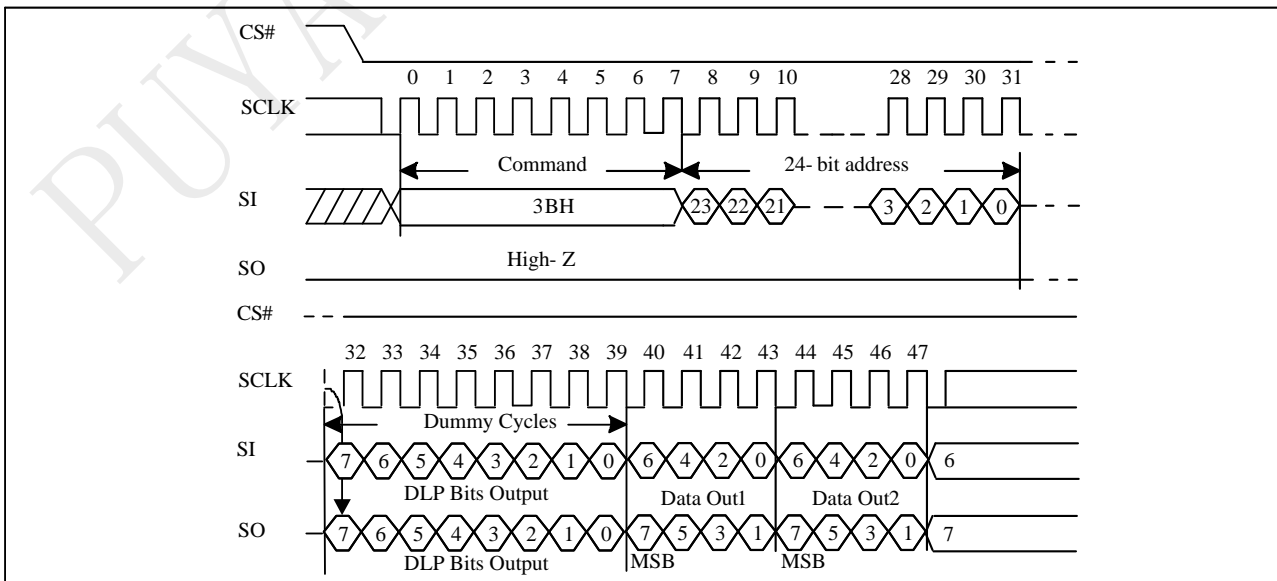 PUYA
CS#
0 1 2 3 4 5 6 7 8 9 10 28 29 30 31
SCLK
Command 24- bit address
SI 3BH 23 22 21 3 2 1 0
SO High- Z
CS#
32 33 34 35 36 37 38 39 40 41 42 43 44 45 46 47
SCLK
Dummy Cycles
SI 7 6 5 4 3 2 1 0 6 4 2 0 6 4 2 0 6
DLP Bits Output Data Out1 Data Out2
SO 7 6 5 4 3 2 1 0 7 5 3 1 7 5 3 1 7
DLP Bits Output MSB MSB